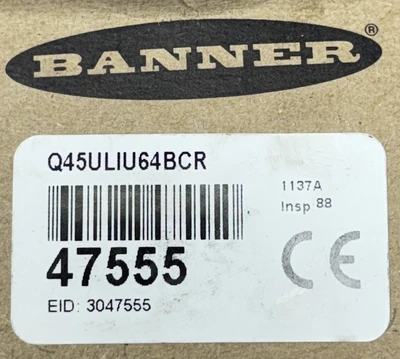 BANNER®
Q45ULIU64BCR
1137A
Insp 88
47555
CE
EID: 3047555